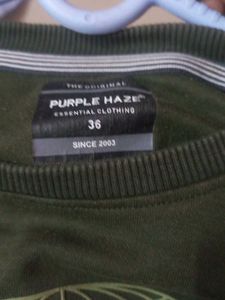 THE ORIGINAL
PURPLE HAZE
ESSENTIAL CLOTHING
36
SINCE 2003